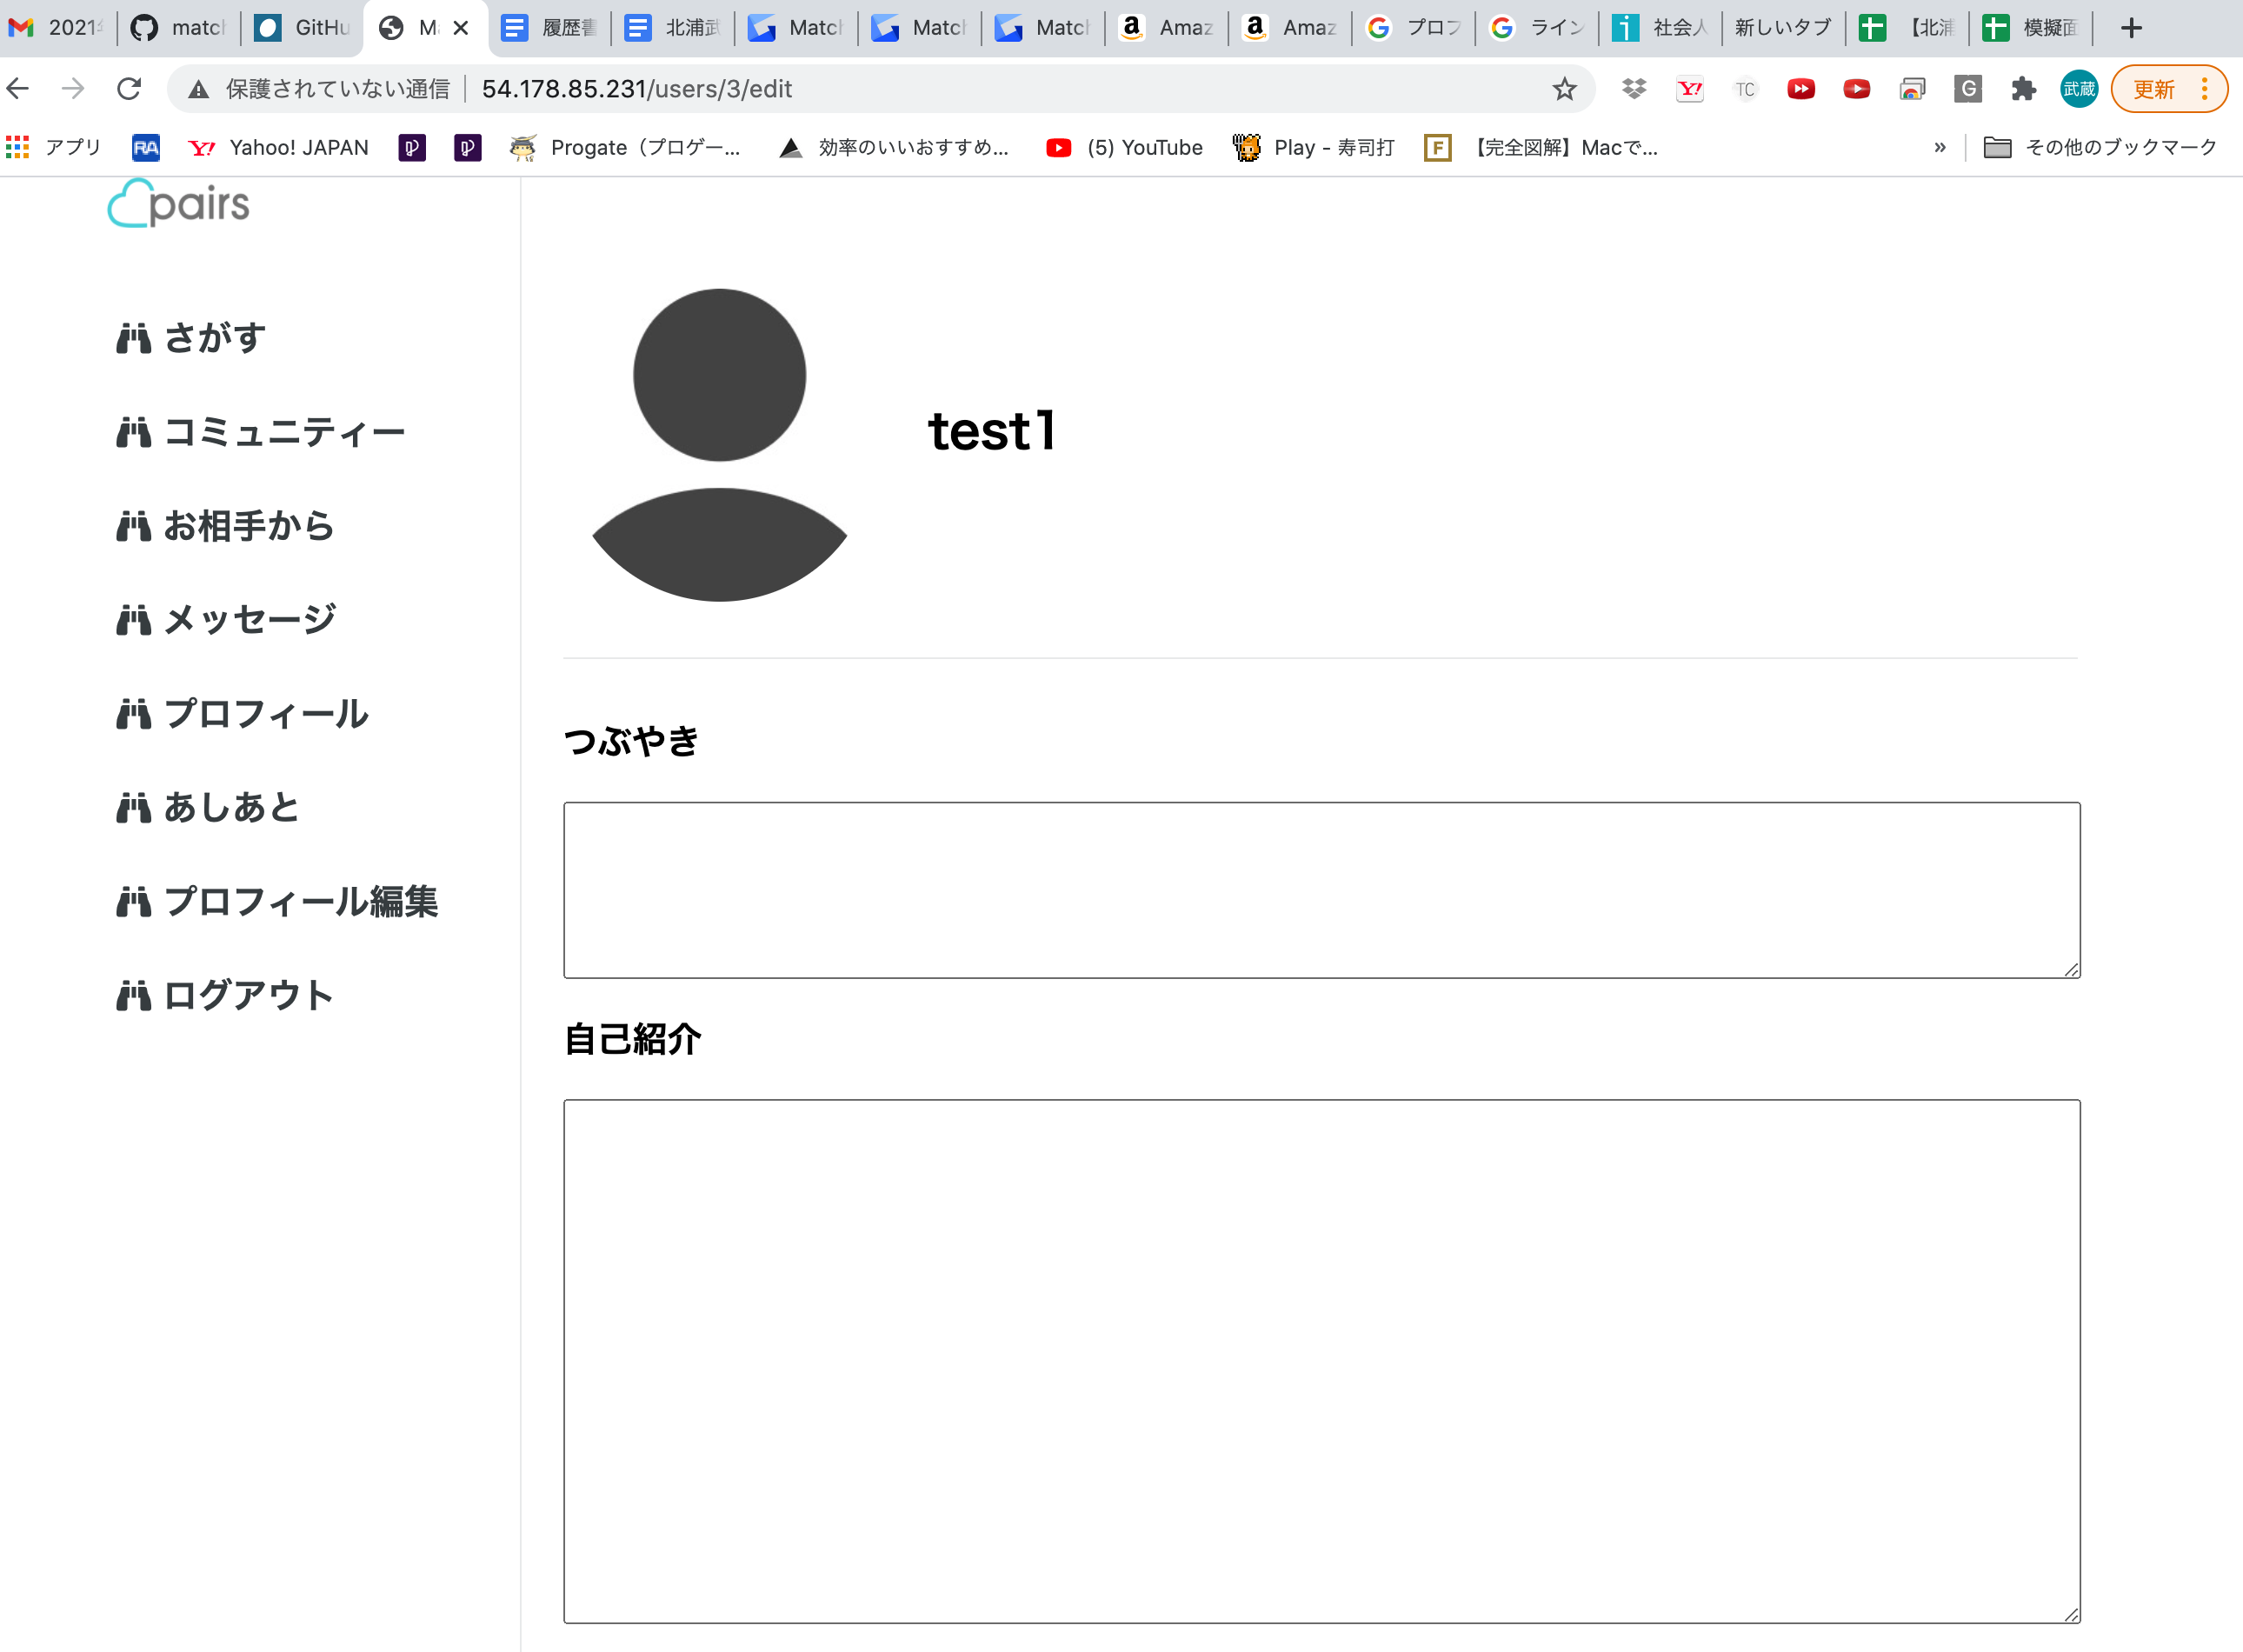 2021
matc
GitHu
M
履歴書
北浦武
Matc
Matc
Matc
Amaz
Amaz
プロフ
ライン
社会人
新しいタブ
【北浦
模擬面
保護されていない通信 54.178.85.231/users/3/edit
TC
G
武蔵
更新
アプリ
RA
Y! Yahoo! JAPAN
Progate（プロゲー...
効率のいいおすすめ...
(5) YouTube
Play - 寿司打
F 【完全図解】Macで...
»
その他のブックマーク
pairs
さがす
コミュニティー
お相手から
メッセージ
プロフィール
あしあと
プロフィール編集
ログアウト
test1
つぶやき
自己紹介